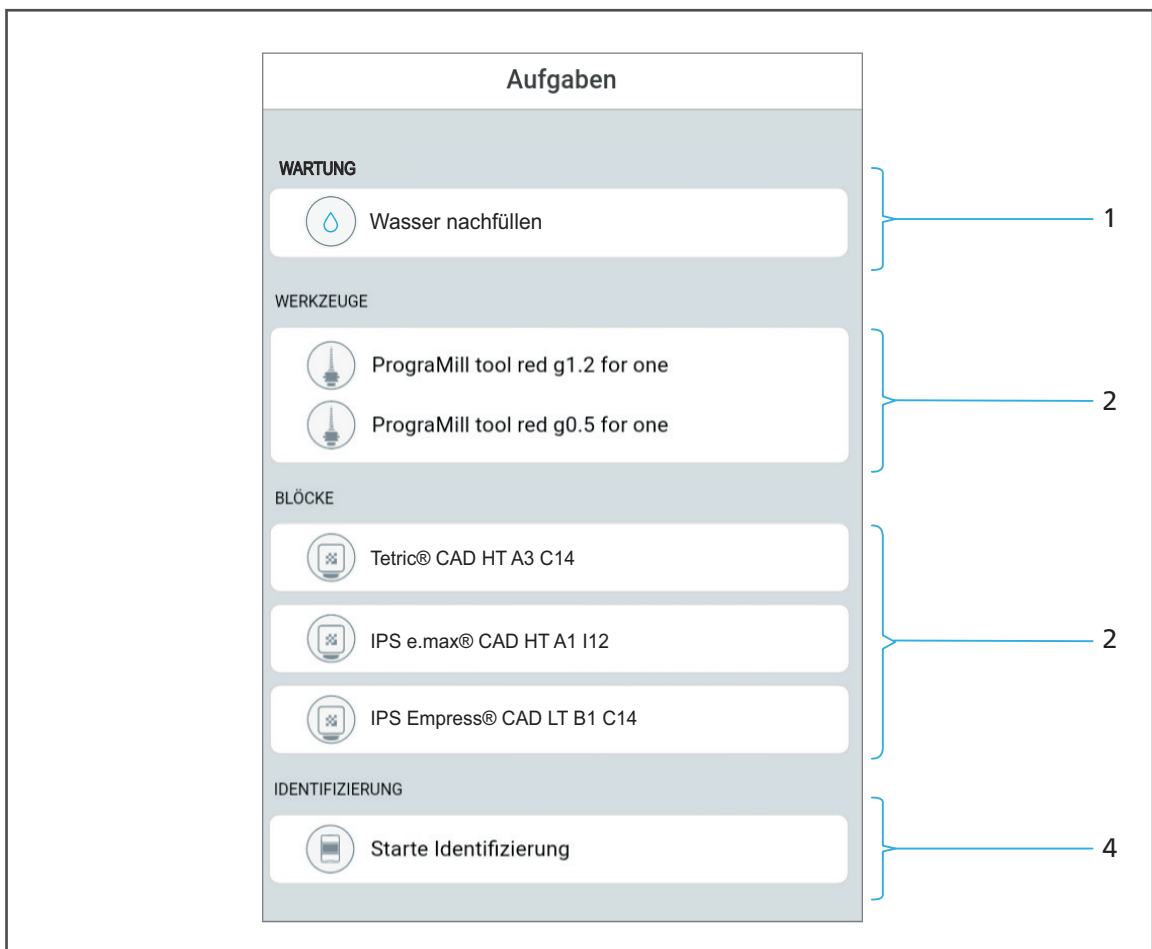 Aufgaben
WARTUNG
Wasser nachfüllen
1
WERKZEUGE
PrograMill tool red g1.2 for one
PrograMill tool red g0.5 for one
2
BLÖCKE
Tetric® CAD HT A3 C14
IPS e.max® CAD HT A1 I12
2
IPS Empress® CAD LT B1 C14
IDENTIFIZIERUNG
Starte Identifizierung
4